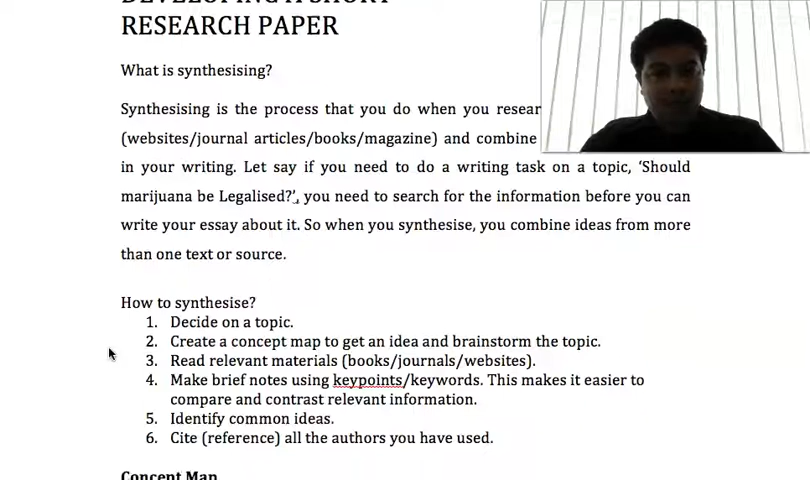 DEVELOPING A SHORT
RESEARCH PAPER
What is synthesising?
Synthesising is the process that you do when you resear
(websites/journal articles/books/magazine) and combine
in your writing. Let say if you need to do a writing task on a topic, ‘Should
marijuana be Legalised?’, you need to search for the information before you can
write your essay about it. So when you synthesise, you combine ideas from more
than one text or source.
How to synthesise?
1. Decide on a topic.
2. Create a concept map to get an idea and brainstorm the topic.
3. Read relevant materials (books/journals/websites).
4. Make brief notes using keypoints/keywords. This makes it easier to
compare and contrast relevant information.
5. Identify common ideas.
6. Cite (reference) all the authors you have used.
Concept Map